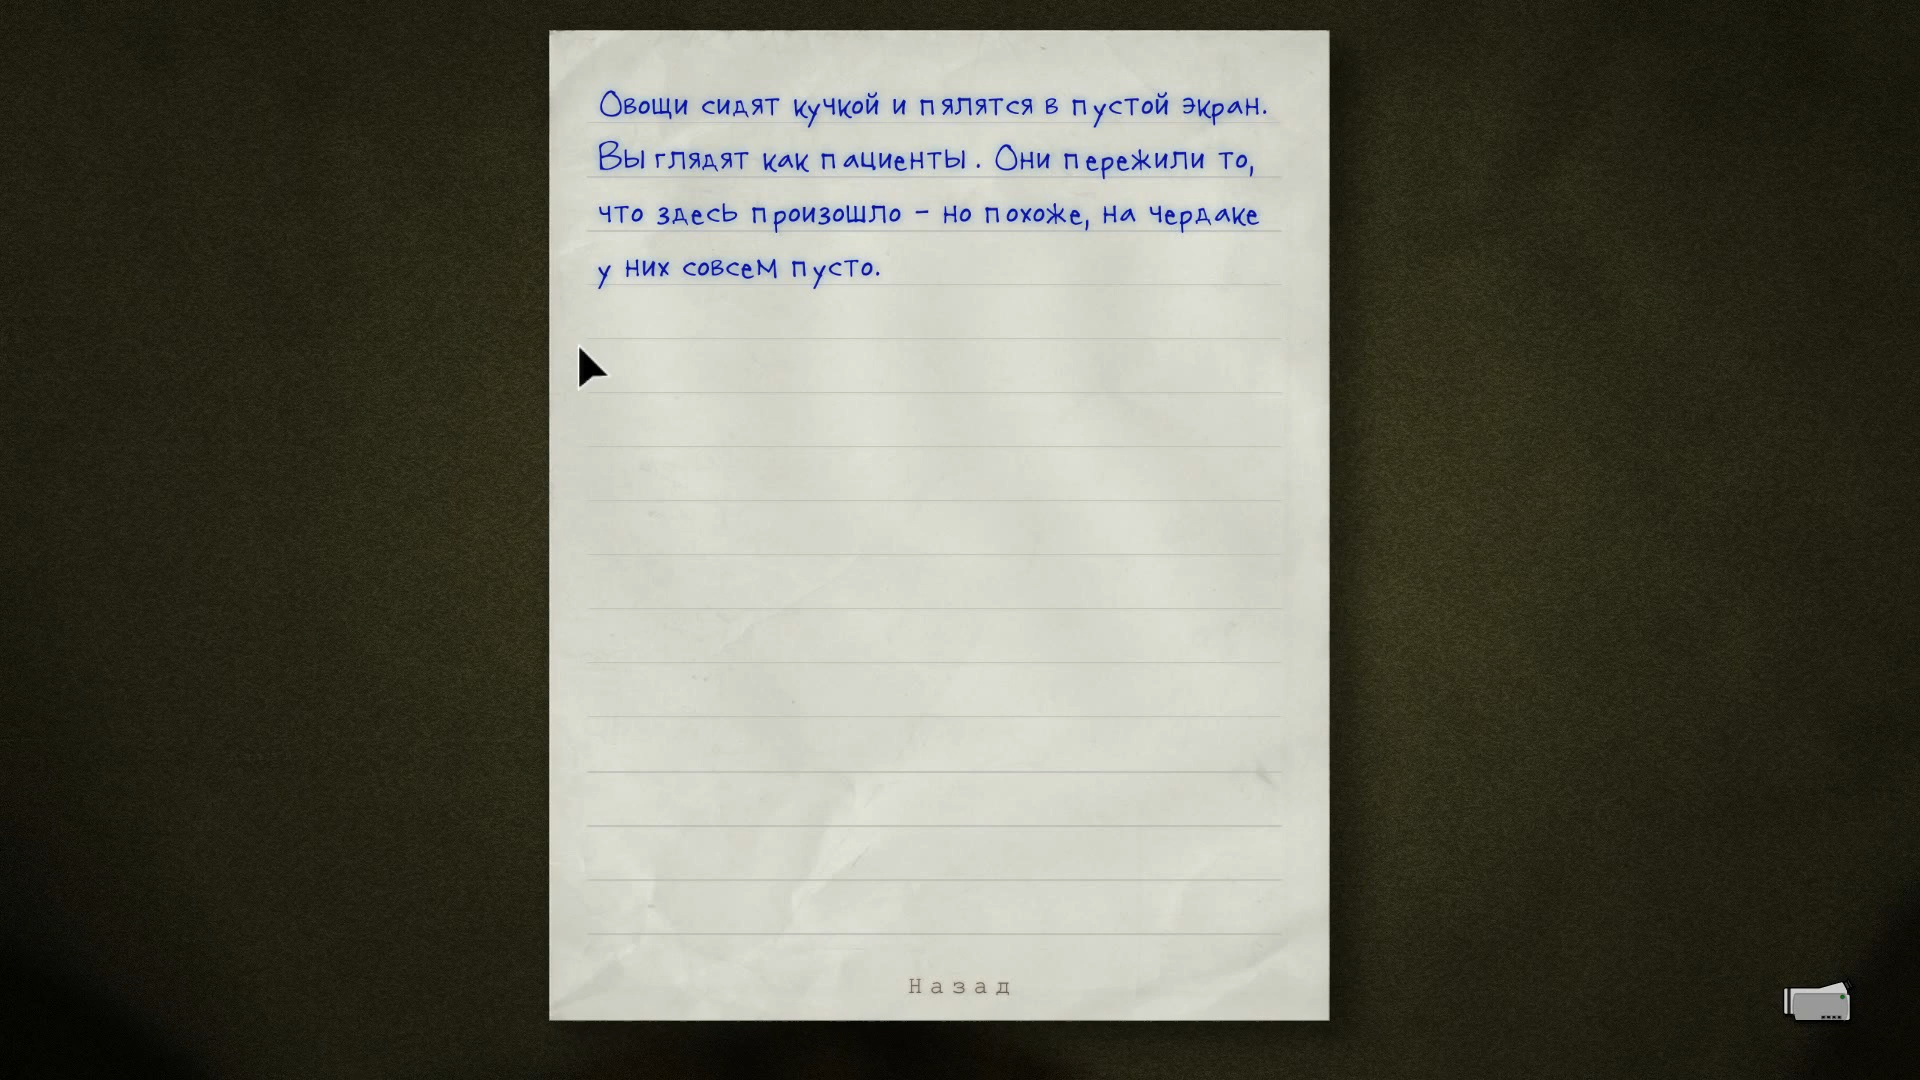 Овощи сидят кучкой и пялятся в пустой экран.
Выглядят как пациенты. Они пережили то,
что здесь произошло - но похоже, на чердаке
у них совсем пусто.
Назад